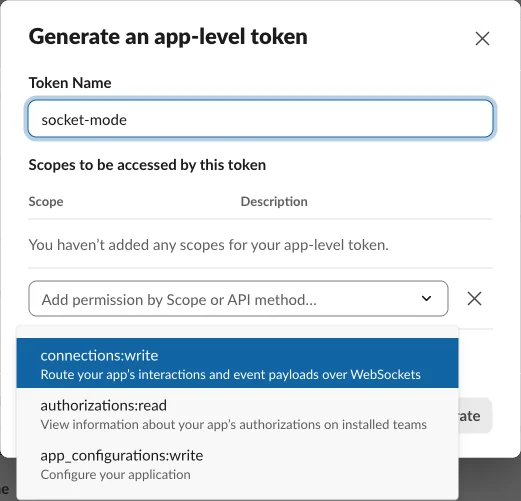 Generate an app-level token
Token Name
socket-mode
Scopes to be accessed by this token
Scope Description
You haven’t added any scopes for your app-level token.
Add permission by Scope or API method...
connections:write
Route your app’s interactions and event payloads over WebSockets
authorizations:read
View information about your app’s authorizations on installed teams
app_configurations:write
Configure your application